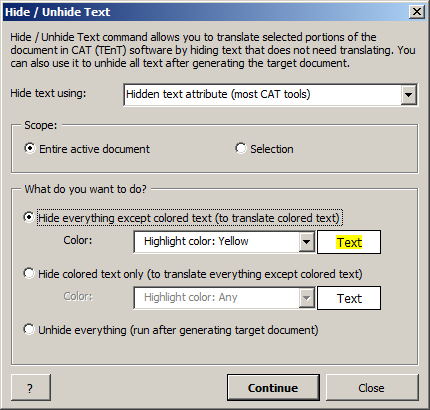 Hide / Unhide Text
Hide / Unhide Text command allows you to translate selected portions of the
document in CAT (TEnT) software by hiding text that does not need translating. You
can also use it to unhide all text after generating the target document.
Hide text using: Hidden text attribute (most CAT tools)
Scope:
Entire active document Selection
What do you want to do?
Hide everything except colored text (to translate colored text)
Color: Highlight color: Yellow Text
Hide colored text only (to translate everything except colored text)
Color: Highlight color: Any Text
Unhide everything (run after generating target document)
? Continue Close